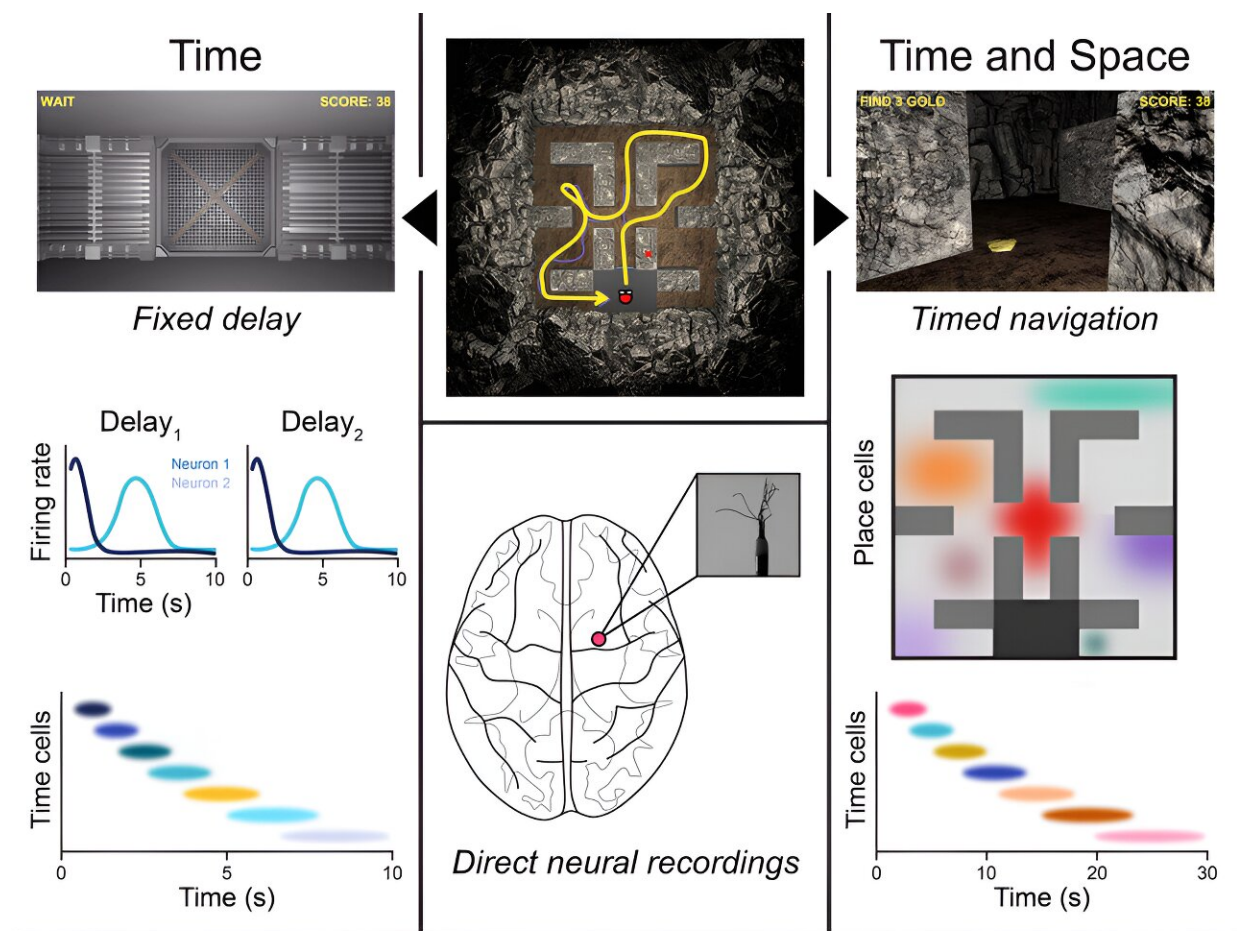 Time
WAIT
SCORE: 38
Fixed delay
Delay1
Delay2
Firing rate
Neuron 1
Neuron 2
0
5
10
0
5
10
Time (s)
Time cells
0
5
10
Time (s)
Direct neural recordings
Time and Space
FIND 3 GOLD
SCORE: 38
Timed navigation
Place cells
Time cells
0
10
20
30
Time (s)